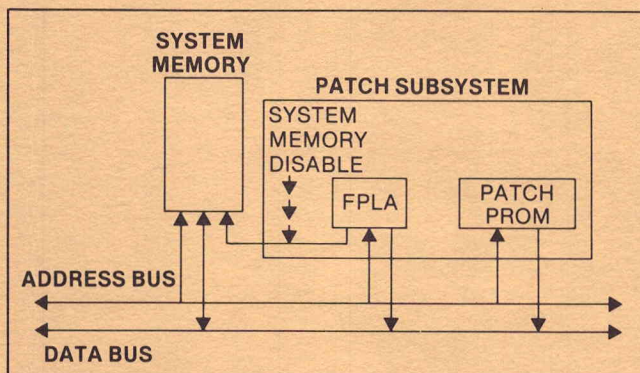 SYSTEM
MEMORY
PATCH SUBSYSTEM
SYSTEM
MEMORY
DISABLE
FPLA
PATCH
PROM
ADDRESS BUS
DATA BUS